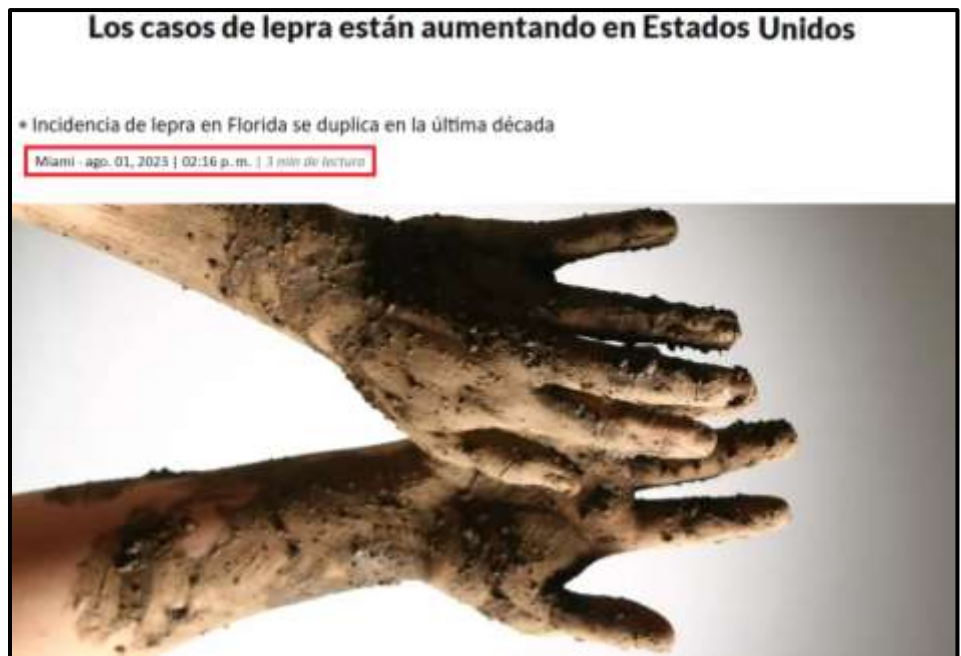 Los casos de lepra están aumentando en Estados Unidos
• Incidencia de lepra en Florida se duplica en la última década
Miami - ago. 01, 2023 | 02:16 p. m. | 3 min de lectura